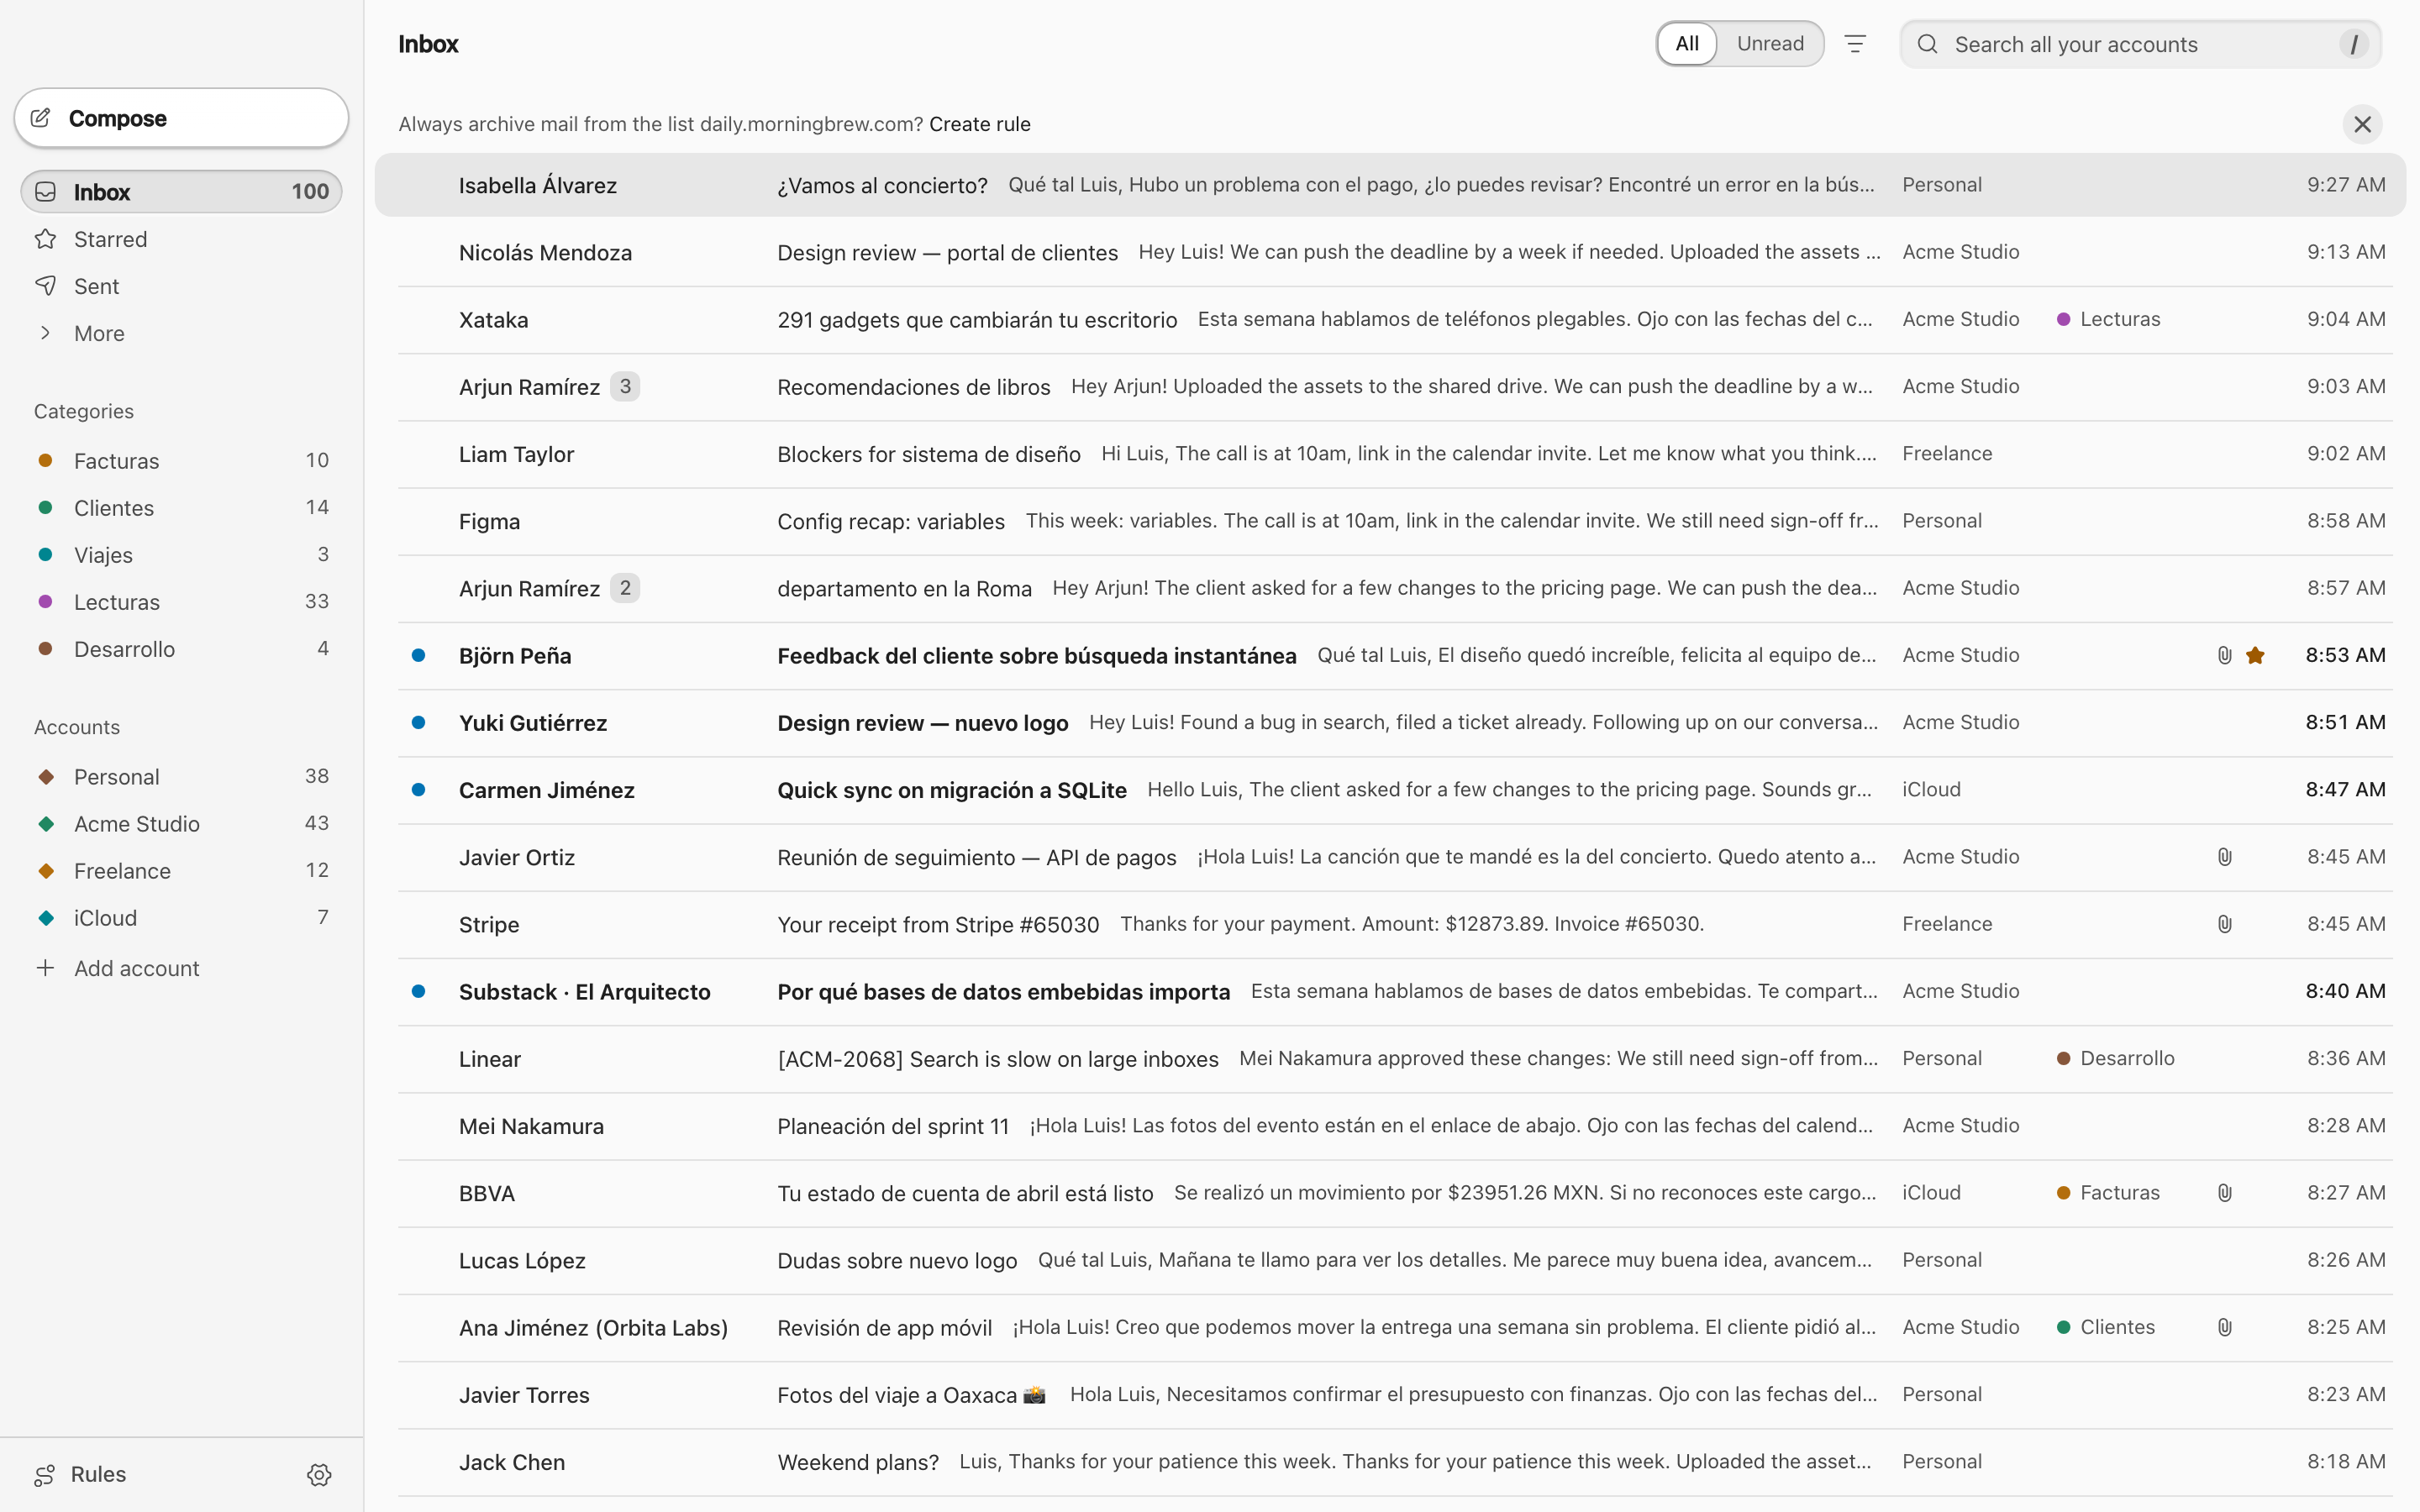 Inbox
All Unread
Search all your accounts /
Compose
Inbox 100
Starred
Sent
More
Categories
Facturas 10
Clientes 14
Viajes 3
Lecturas 33
Desarrollo 4
Accounts
Personal 38
Acme Studio 43
Freelance 12
iCloud 7
Add account
Rules
Always archive mail from the list daily.morningbrew.com? Create rule
Isabella Álvarez ¿Vamos al concierto? Qué tal Luis, Hubo un problema con el pago, ¿lo puedes revisar? Encontré un error en la bús... Personal 9:27 AM
Nicolás Mendoza Design review — portal de clientes Hey Luis! We can push the deadline by a week if needed. Uploaded the assets ... Acme Studio 9:13 AM
Xataka 291 gadgets que cambiarán tu escritorio Esta semana hablamos de teléfonos plegables. Ojo con las fechas del c... Acme Studio Lecturas 9:04 AM
Arjun Ramírez 3 Recomendaciones de libros Hey Arjun! Uploaded the assets to the shared drive. We can push the deadline by a w... Acme Studio 9:03 AM
Liam Taylor Blockers for sistema de diseño Hi Luis, The call is at 10am, link in the calendar invite. Let me know what you think.... Freelance 9:02 AM
Figma Config recap: variables This week: variables. The call is at 10am, link in the calendar invite. We still need sign-off fr... Personal 8:58 AM
Arjun Ramírez 2 departamento en la Roma Hey Arjun! The client asked for a few changes to the pricing page. We can push the dea... Acme Studio 8:57 AM
Björn Peña Feedback del cliente sobre búsqueda instantánea Qué tal Luis, El diseño quedó increíble, felicita al equipo de... Acme Studio 8:53 AM
Yuki Gutiérrez Design review — nuevo logo Hey Luis! Found a bug in search, filed a ticket already. Following up on our conversa... Acme Studio 8:51 AM
Carmen Jiménez Quick sync on migración a SQLite Hello Luis, The client asked for a few changes to the pricing page. Sounds gr... iCloud 8:47 AM
Javier Ortiz Reunión de seguimiento — API de pagos ¡Hola Luis! La canción que te mandé es la del concierto. Quedo atento a... Acme Studio 8:45 AM
Stripe Your receipt from Stripe #65030 Thanks for your payment. Amount: $12873.89. Invoice #65030. Freelance 8:45 AM
Substack · El Arquitecto Por qué bases de datos embebidas importa Esta semana hablamos de bases de datos embebidas. Te compart... Acme Studio 8:40 AM
Linear [ACM-2068] Search is slow on large inboxes Mei Nakamura approved these changes: We still need sign-off from... Personal Desarrollo 8:36 AM
Mei Nakamura Planeación del sprint 11 ¡Hola Luis! Las fotos del evento están en el enlace de abajo. Ojo con las fechas del calend... Acme Studio 8:28 AM
BBVA Tu estado de cuenta de abril está listo Se realizó un movimiento por $23951.26 MXN. Si no reconoces este cargo... iCloud Facturas 8:27 AM
Lucas López Dudas sobre nuevo logo Qué tal Luis, Mañana te llamo para ver los detalles. Me parece muy buena idea, avancem... Personal 8:26 AM
Ana Jiménez (Orbita Labs) Revisión de app móvil ¡Hola Luis! Creo que podemos mover la entrega una semana sin problema. El cliente pidió al... Acme Studio Clientes 8:25 AM
Javier Torres Fotos del viaje a Oaxaca 📸 Hola Luis, Necesitamos confirmar el presupuesto con finanzas. Ojo con las fechas del... Personal 8:23 AM
Jack Chen Weekend plans? Luis, Thanks for your patience this week. Thanks for your patience this week. Uploaded the asset... Personal 8:18 AM